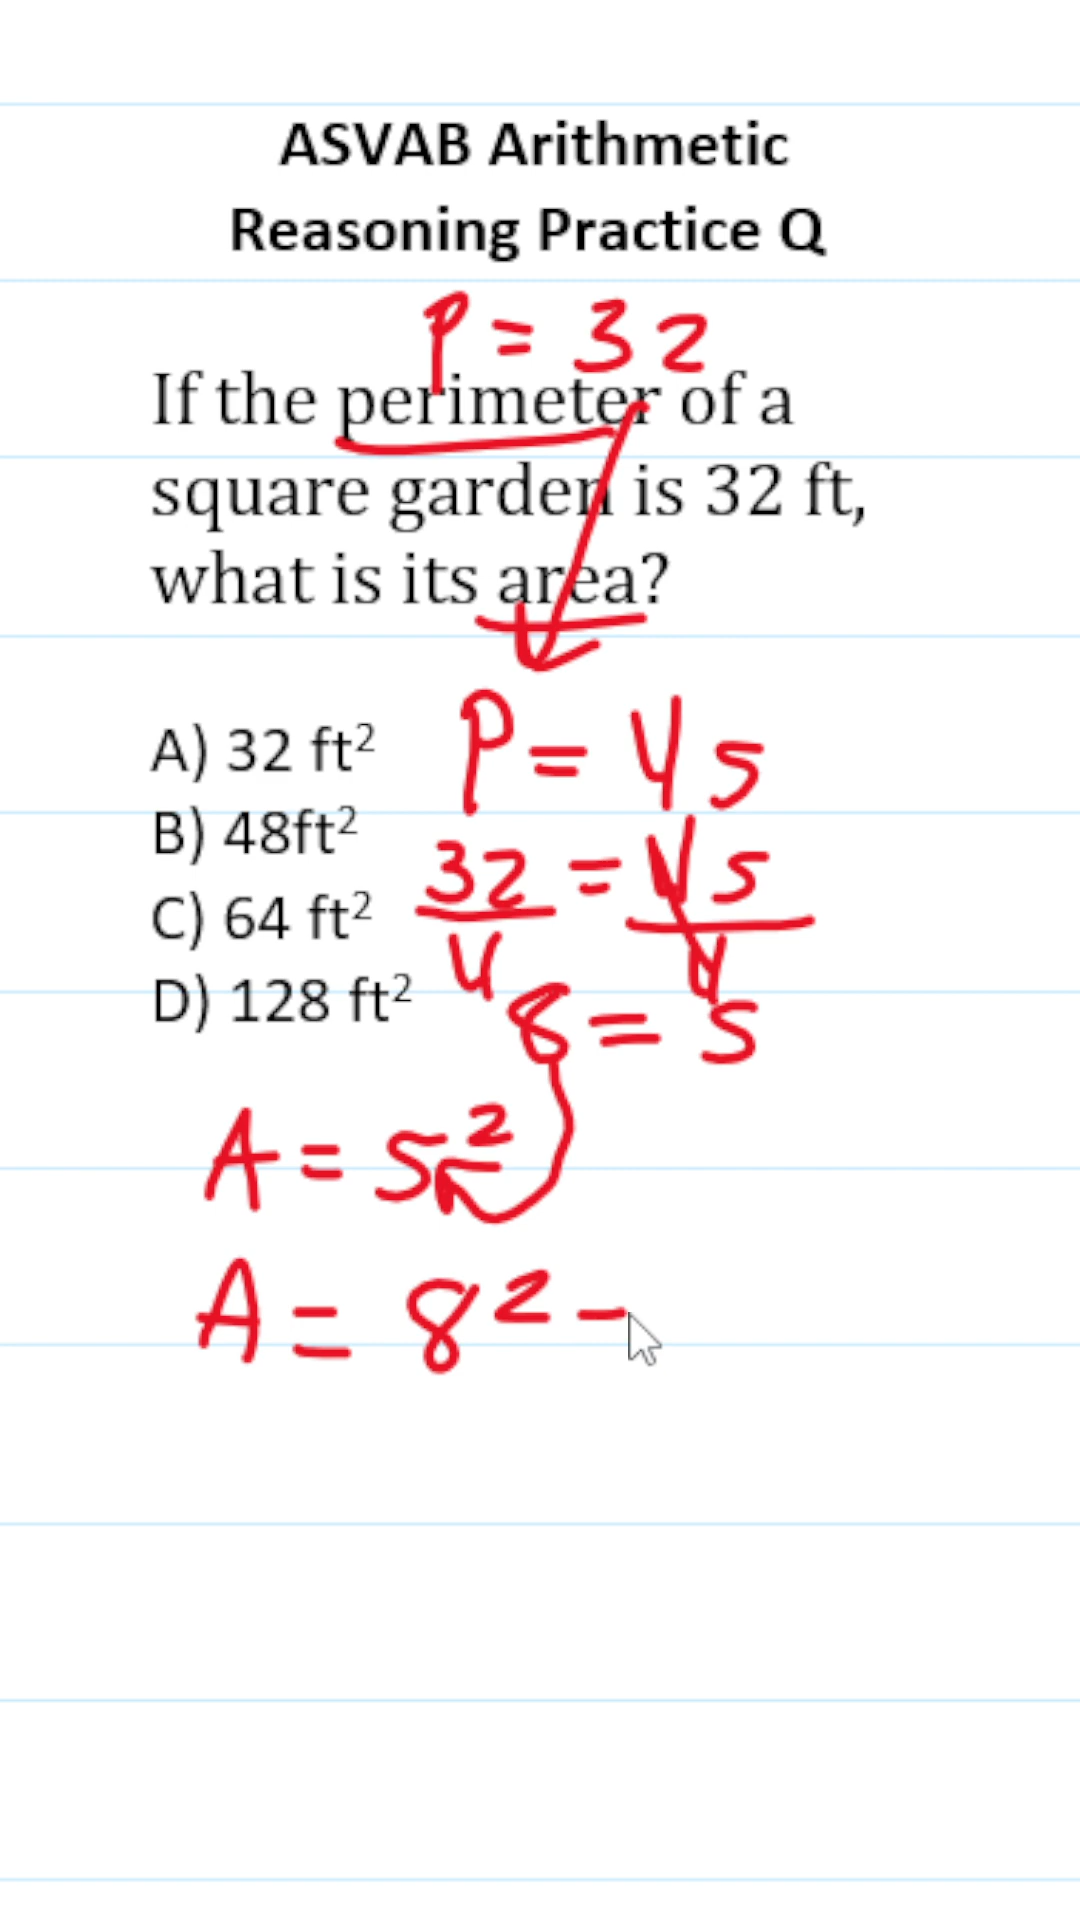 ASVAB Arithmetic
Reasoning Practice Q
P = 32
If the perimeter of a
square garden is 32 ft,
what is its area?
A) 32 ft²
B) 48ft²
C) 64 ft²
D) 128 ft²
P = 4s
32 = 4s
4 4
8 = s
A = s²
A = 8² -